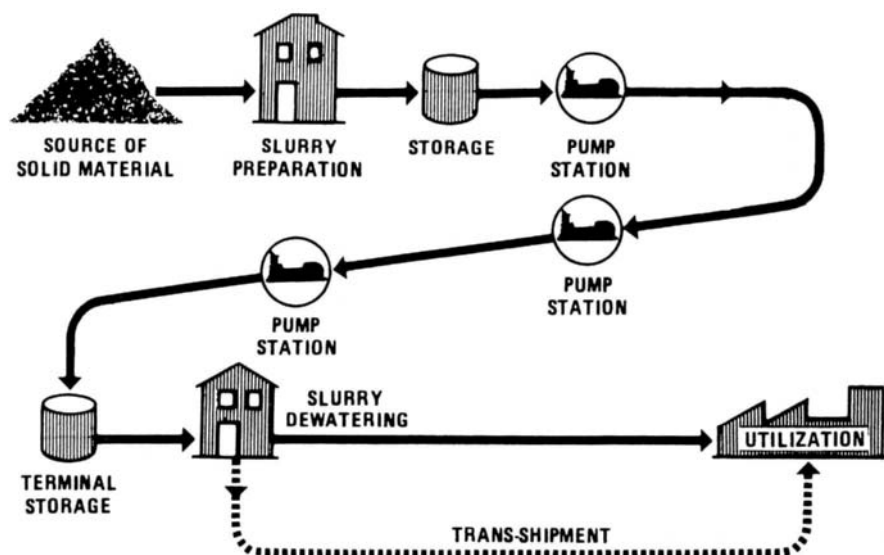 SOURCE OF
SOLID MATERIAL
SLURRY
PREPARATION
STORAGE
PUMP
STATION
PUMP
STATION
PUMP
STATION
SLURRY
DEWATERING
UTILIZATION
TERMINAL
STORAGE
TRANS-SHIPMENT